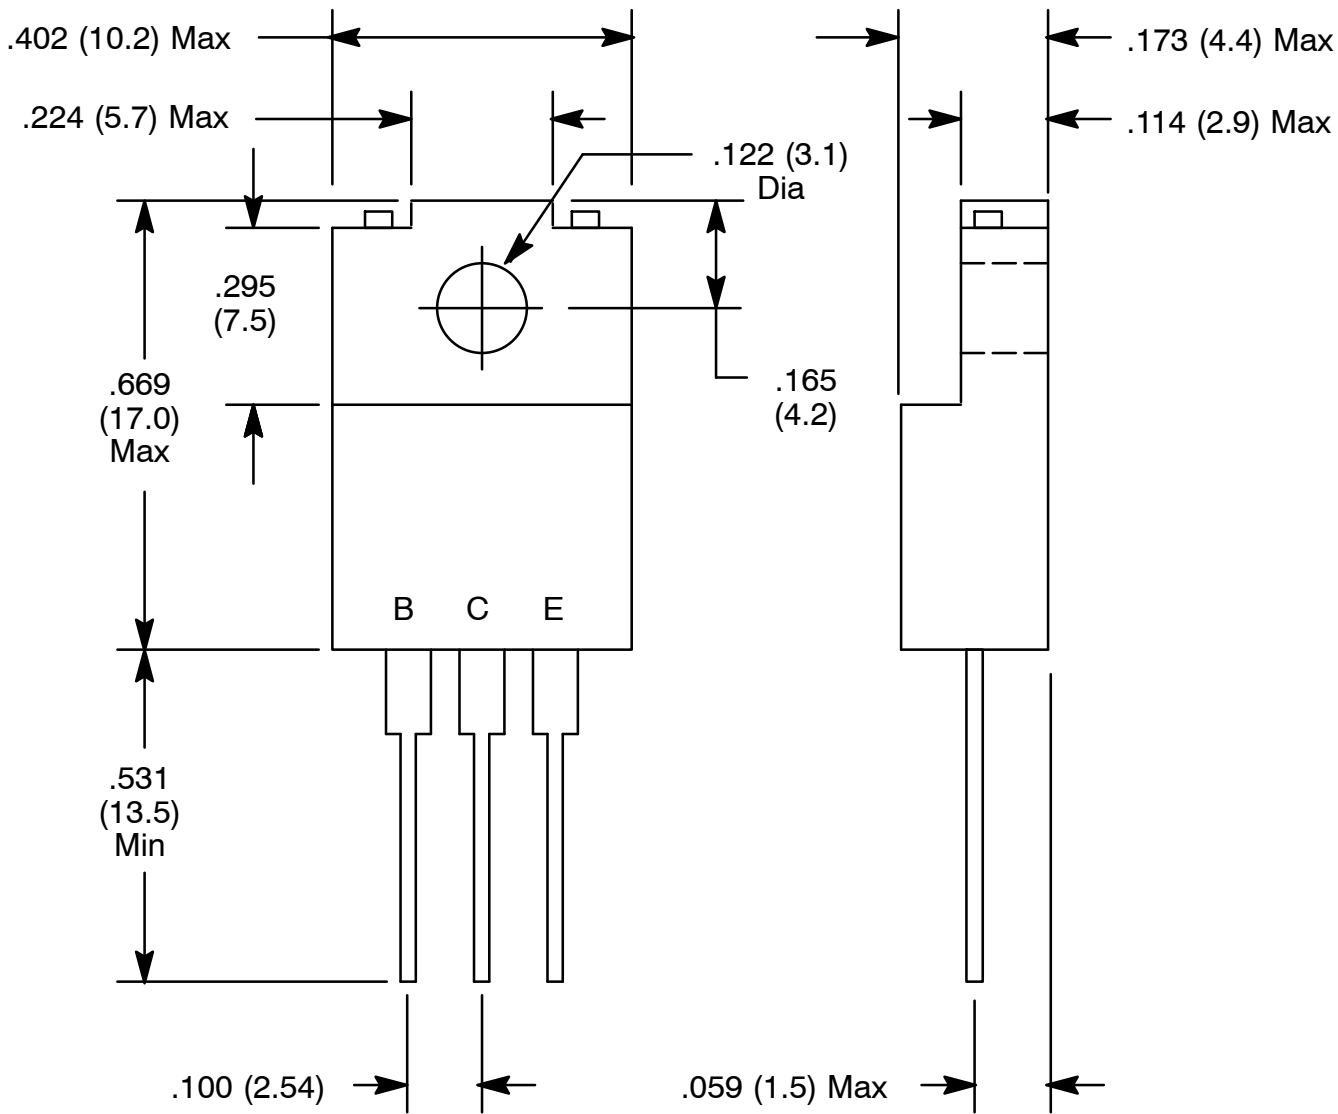 .402 (10.2) Max
.173 (4.4) Max
.224 (5.7) Max
.114 (2.9) Max
.122 (3.1)
Dia
.295
(7.5)
.669
(17.0)
Max
.165
(4.2)
B C E
.531
(13.5)
Min
.100 (2.54)
.059 (1.5) Max